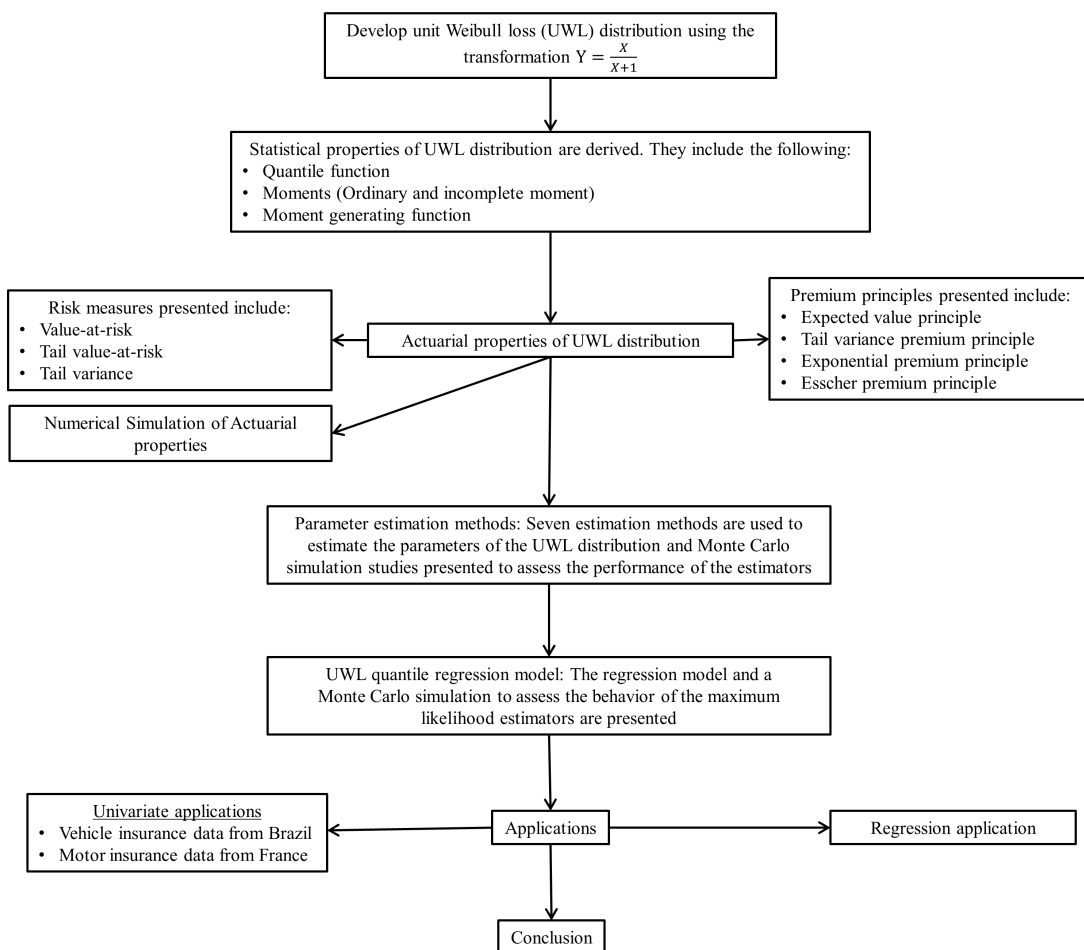 Develop unit Weibull loss (UWL) distribution using the
transformation Y = X/(X+1)
Statistical properties of UWL distribution are derived. They include the following:
• Quantile function
• Moments (Ordinary and incomplete moment)
• Moment generating function
Risk measures presented include:
• Value-at-risk
• Tail value-at-risk
• Tail variance
Actuarial properties of UWL distribution
Premium principles presented include:
• Expected value principle
• Tail variance premium principle
• Exponential premium principle
• Esscher premium principle
Numerical Simulation of Actuarial
properties
Parameter estimation methods: Seven estimation methods are used to
estimate the parameters of the UWL distribution and Monte Carlo
simulation studies presented to assess the performance of the estimators
UWL quantile regression model: The regression model and a
Monte Carlo simulation to assess the behavior of the maximum
likelihood estimators are presented
Univariate applications
• Vehicle insurance data from Brazil
• Motor insurance data from France
Applications
Regression application
Conclusion